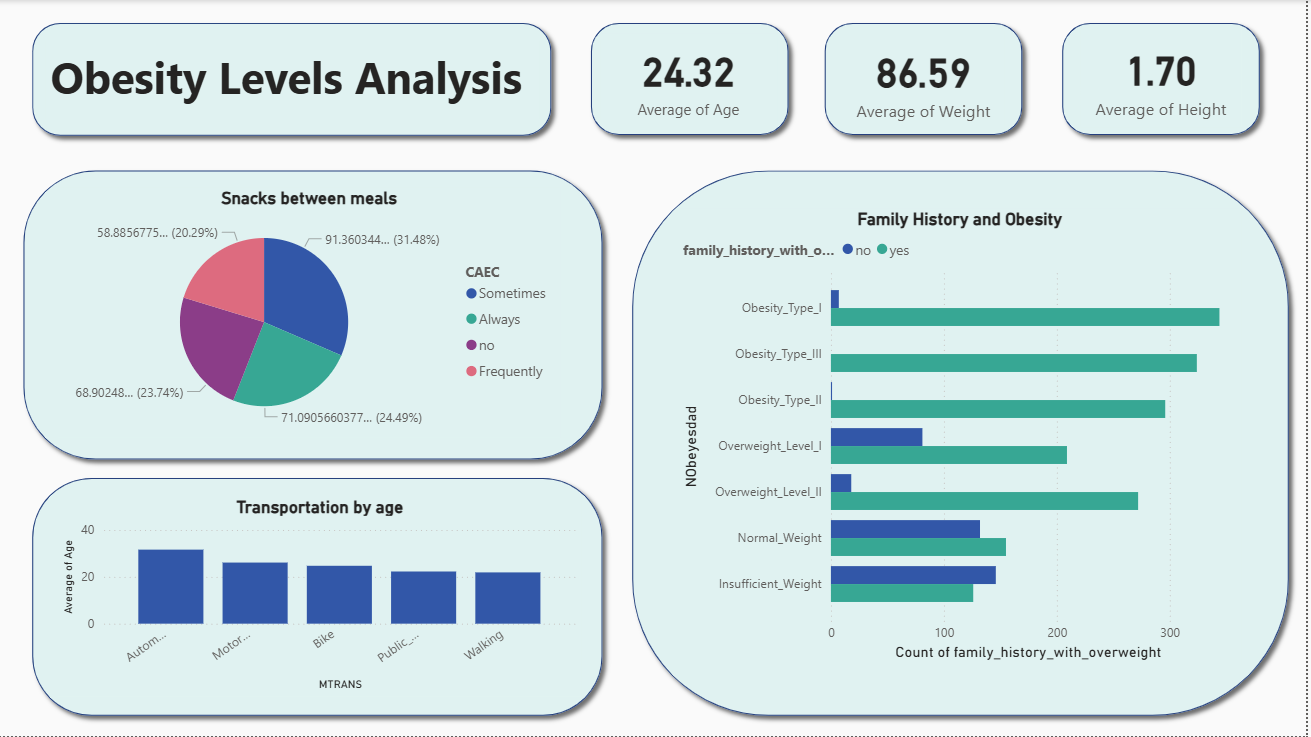 Obesity Levels Analysis
24.32
Average of Age
86.59
Average of Weight
1.70
Average of Height
Snacks between meals
58.8856775... (20.29%)
91.360344... (31.48%)
68.90248... (23.74%)
71.0905660377... (24.49%)
CAEC
Sometimes
Always
no
Frequently
Transportation by age
Average of Age
40
20
0
Autom...
Motor...
Bike
Public_...
Walking
MTRANS
Family History and Obesity
family_history_with_o... no yes
NObeyesdad
Obesity_Type_I
Obesity_Type_III
Obesity_Type_II
Overweight_Level_I
Overweight_Level_II
Normal_Weight
Insufficient_Weight
0 100 200 300
Count of family_history_with_overweight